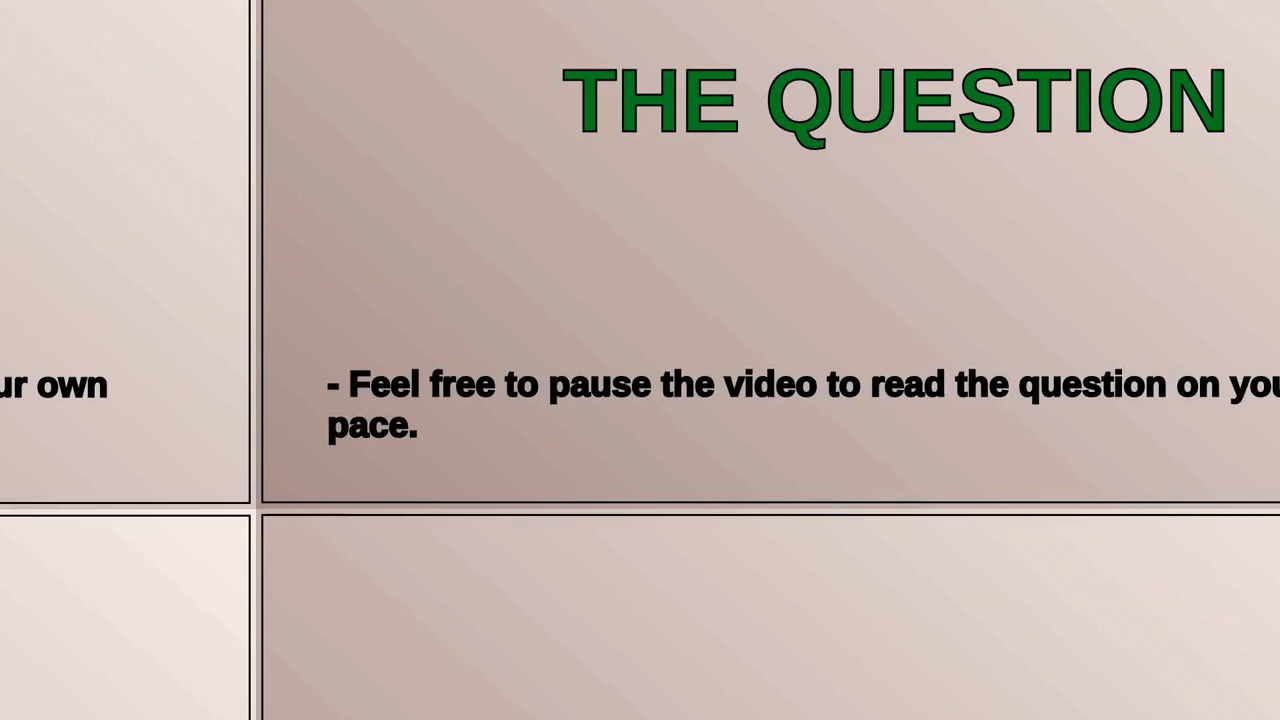 THE QUESTION
ur own
- Feel free to pause the video to read the question on you
pace.